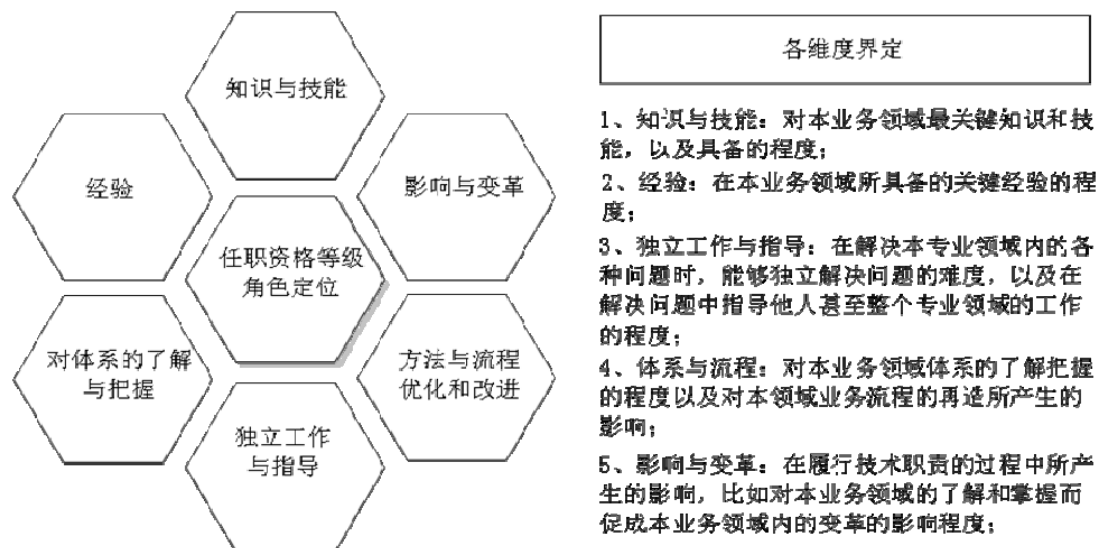 知识与技能
经验
影响与变革
任职资格等级
角色定位
对体系的了解
与把握
方法与流程
优化和改进
独立工作
与指导
各维度界定
1、知识与技能：对本业务领域最关键知识和技
能，以及具备的程度；
2、经验：在本业务领域所具备的关键经验的程
度；
3、独立工作与指导：在解决本专业领域内的各
种问题时，能够独立解决问题的难度，以及在
解决问题中指导他人甚至整个专业领域的工作
的程度；
4、体系与流程：对本业务领域体系的了解把握
的程度以及对本领域业务流程的再造所产生的
影响；
5、影响与变革：在履行技术职责的过程中所产
生的影响，比如对本业务领域的了解和掌握而
促成本业务领域内的变革的影响程度；